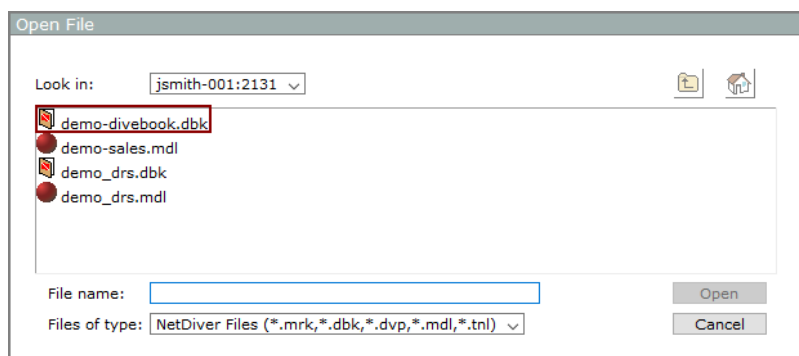 Open File
Look in: jsmith-001:2131
demo-divebook.dbk
demo-sales.mdl
demo_drs.dbk
demo_drs.mdl
File name: Open
Files of type: NetDiver Files (*.mrk,*.dbk,*.dvp,*.mdl,*.tnl) Cancel